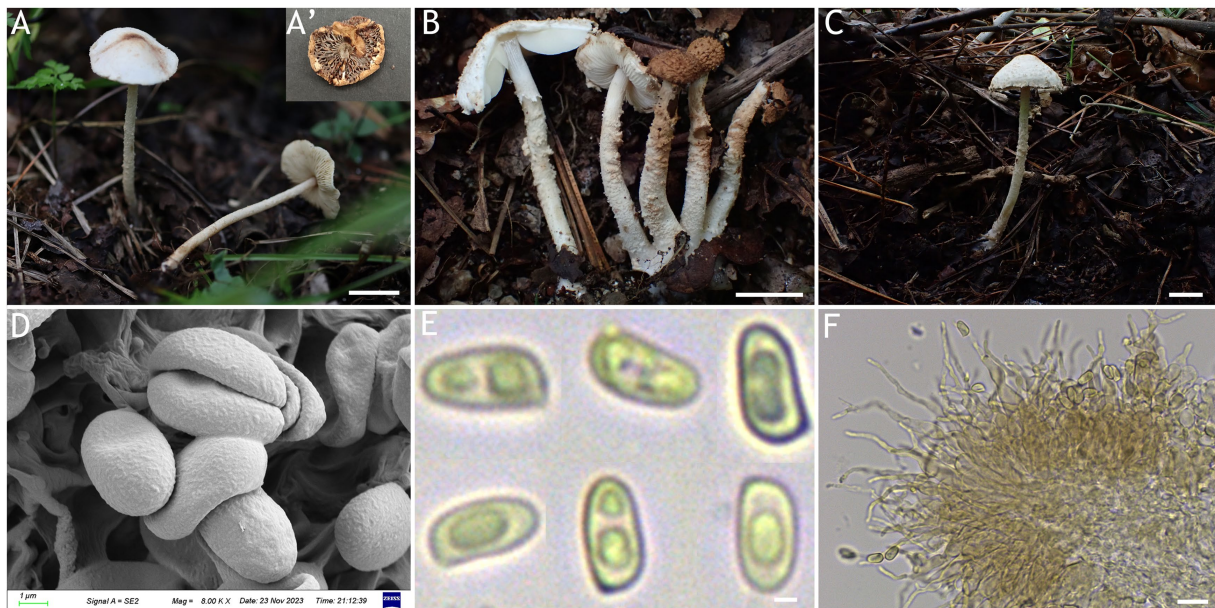 A
A'
B
C
D
E
F
1 µm
Signal A = SE2
Mag = 8.00 K X
Date: 23 Nov 2023
Time: 21:12:39
ZEISS